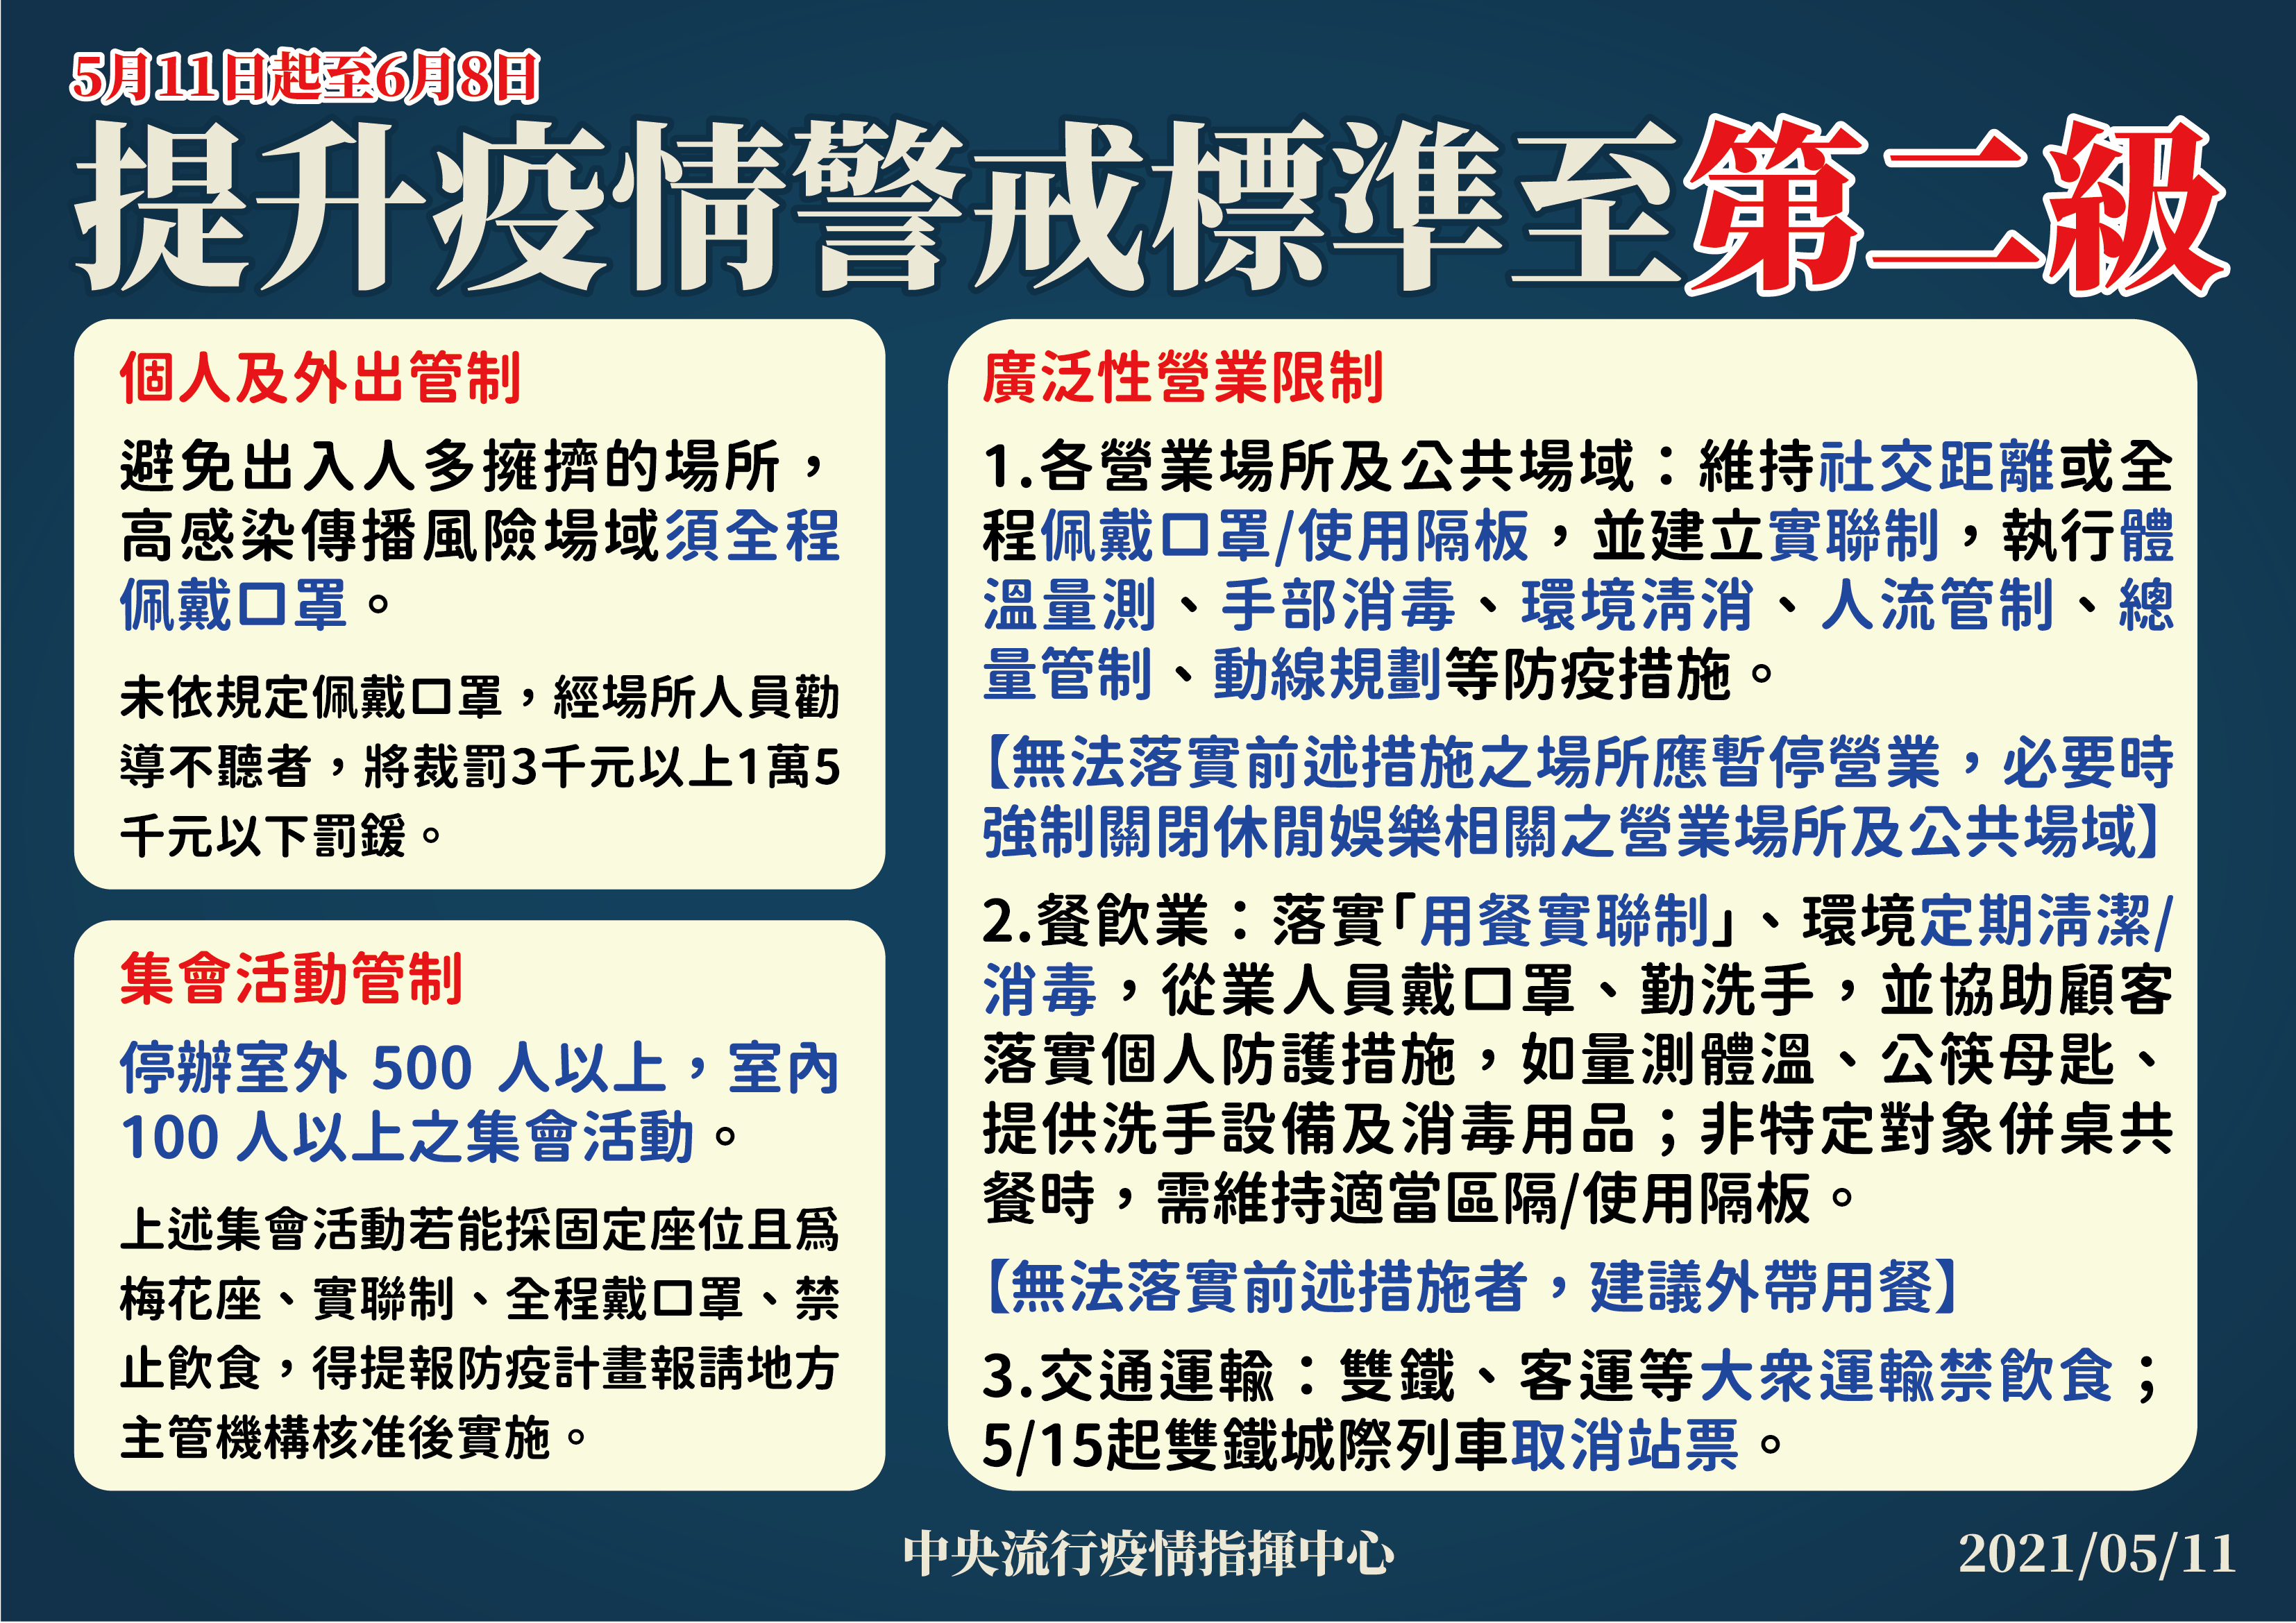 5月11日起至6月8日
提升疫情警戒標準至第二級
個人及外出管制
避免出入人多擁擠的場所，
高感染傳播風險場域須全程
佩戴口罩。
未依規定佩戴口罩，經場所人員勸
導不聽者，將裁罰3千元以上1萬5
千元以下罰鍰。
集會活動管制
停辦室外 500 人以上，室內
100 人以上之集會活動。
上述集會活動若能採固定座位且為
梅花座、實聯制、全程戴口罩、禁
止飲食，得提報防疫計畫報請地方
主管機構核准後實施。
廣泛性營業限制
1.各營業場所及公共場域：維持社交距離或全
程佩戴口罩/使用隔板，並建立實聯制，執行體
溫量測、手部消毒、環境清消、人流管制、總
量管制、動線規劃等防疫措施。
【無法落實前述措施之場所應暫停營業，必要時
強制關閉休閒娛樂相關之營業場所及公共場域】
2.餐飲業：落實「用餐實聯制」、環境定期清潔/
消毒，從業人員戴口罩、勤洗手，並協助顧客
落實個人防護措施，如量測體溫、公筷母匙、
提供洗手設備及消毒用品；非特定對象併桌共
餐時，需維持適當區隔/使用隔板。
【無法落實前述措施者，建議外帶用餐】
3.交通運輸：雙鐵、客運等大眾運輸禁飲食；
5/15起雙鐵城際列車取消站票。
中央流行疫情指揮中心
2021/05/11